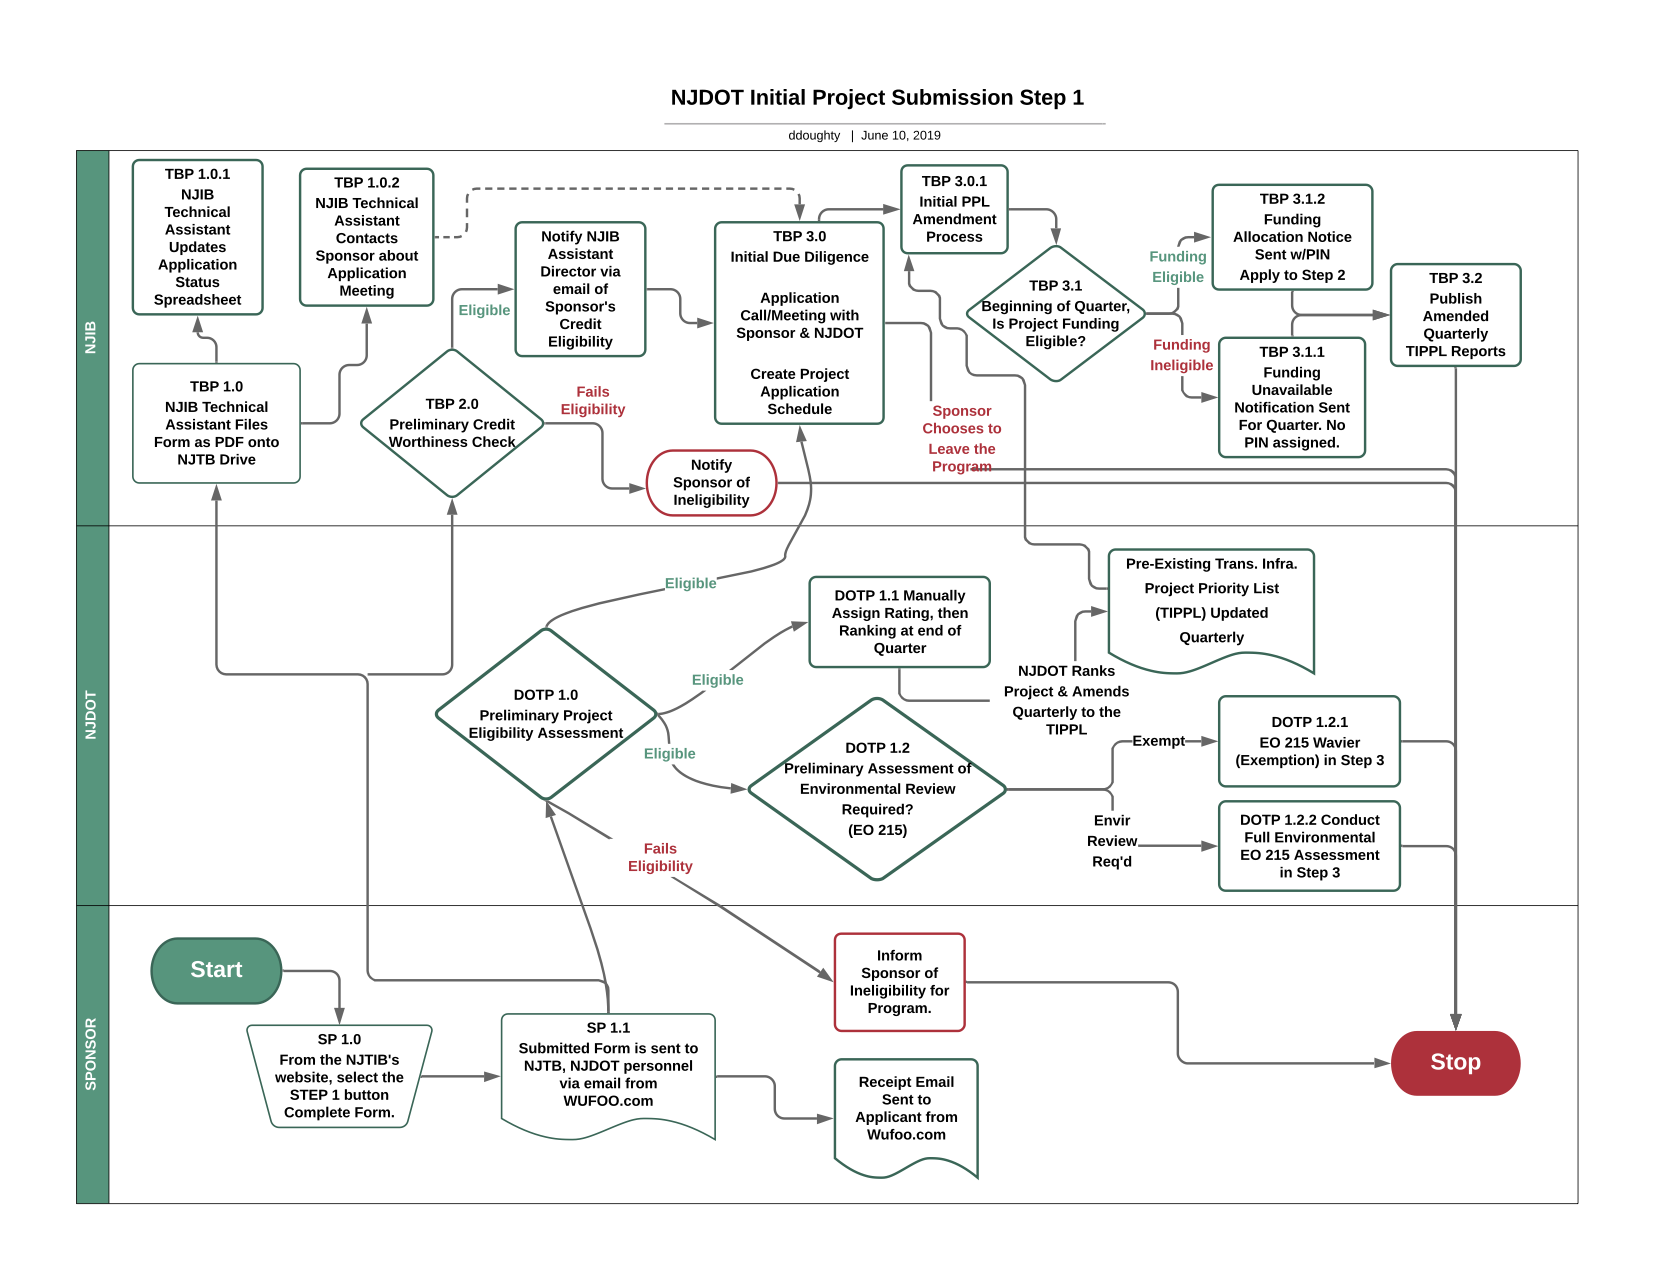 NJDOT Initial Project Submission Step 1
ddoughty | June 10, 2019
NJIB
TBP 1.0.1
NJIB
Technical
Assistant
Updates
Application
Status
Spreadsheet
TBP 1.0.2
NJIB Technical
Assistant
Contacts
Sponsor about
Application
Meeting
TBP 1.0
NJIB Technical
Assistant Files
Form as PDF onto
NJTB Drive
Eligible
TBP 2.0
Preliminary Credit
Worthiness Check
Notify NJIB
Assistant
Director via
email of
Sponsor's
Credit
Eligibility
Fails
Eligibility
Notify
Sponsor of
Ineligibility
TBP 3.0
Initial Due Diligence
Application
Call/Meeting with
Sponsor & NJDOT
Create Project
Application
Schedule
TBP 3.0.1
Initial PPL
Amendment
Process
Sponsor
Chooses to
Leave the
Program
TBP 3.1
Beginning of Quarter,
Is Project Funding
Eligible?
Funding
Eligible
Funding
Ineligible
TBP 3.1.2
Funding
Allocation Notice
Sent w/PIN
Apply to Step 2
TBP 3.1.1
Funding
Unavailable
Notification Sent
For Quarter. No
PIN assigned.
TBP 3.2
Publish
Amended
Quarterly
TIPPL Reports
NJDOT
Eligible
DOTP 1.0
Preliminary Project
Eligibility Assessment
Eligible
Eligible
Fails
Eligibility
DOTP 1.1 Manually
Assign Rating, then
Ranking at end of
Quarter
NJDOT Ranks
Project & Amends
Quarterly to the
TIPPL
Pre-Existing Trans. Infra.
Project Priority List
(TIPPL) Updated
Quarterly
DOTP 1.2
Preliminary Assessment of
Environmental Review
Required?
(EO 215)
Exempt
Envir
Review
Req'd
DOTP 1.2.1
EO 215 Wavier
(Exemption) in Step 3
DOTP 1.2.2 Conduct
Full Environmental
EO 215 Assessment
in Step 3
SPONSOR
Start
SP 1.0
From the NJTIB's
website, select the
STEP 1 button
Complete Form.
SP 1.1
Submitted Form is sent to
NJTB, NJDOT personnel
via email from
WUFOO.com
Inform
Sponsor of
Ineligibility for
Program.
Receipt Email
Sent to
Applicant from
Wufoo.com
Stop